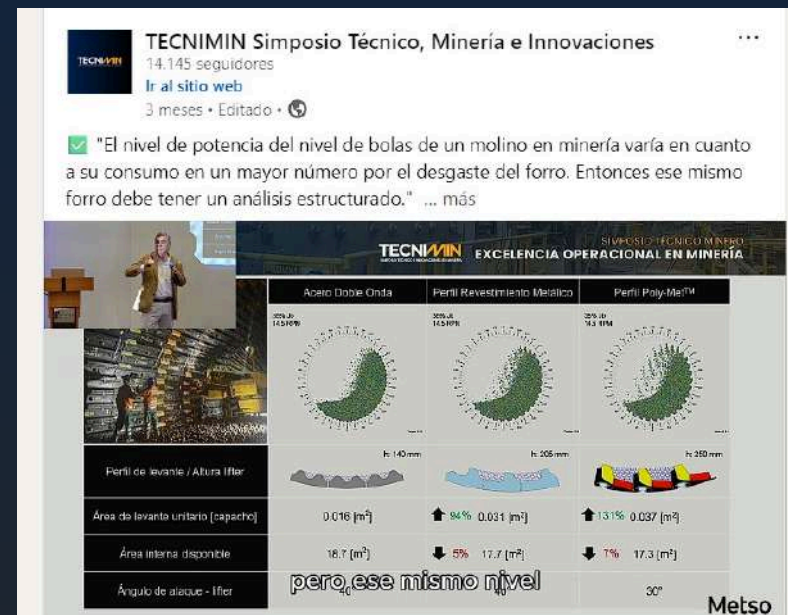 TECNIMIN
TECNIMIN Simposio Técnico, Minería e Innovaciones
14.145 seguidores
Ir al sitio web
3 meses • Editado •
"El nivel de potencia del nivel de bolas de un molino en minería varía en cuanto
a su consumo en un mayor número por el desgaste del forro. Entonces ese mismo
forro debe tener un análisis estructurado." ... más
TECNIMIN
SIMPOSIO TÉCNICO MINERO
EXCELENCIA OPERACIONAL EN MINERÍA
Acero Doble Onda Perfil Revestimiento Metálico Perfil Poly-Met™
Perfil de levante / Altura lifter h: 140 mm h: 205 mm h: 250 mm
Área de levante unitario [capacho] 0.016 [m²] 94% 0.031 [m²] 131% 0.037 [m²]
Área interna disponible 18.7 [m²] 5% 17.7 [m²] 7% 17.3 [m²]
Ángulo de ataque - lifter 40° 40° 30°
pero ese mismo nivel
Metso